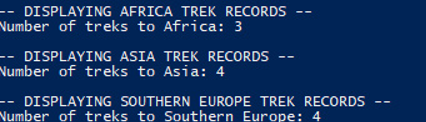 -- DISPLAYING AFRICA TREK RECORDS --
Number of treks to Africa: 3
-- DISPLAYING ASIA TREK RECORDS --
Number of treks to Asia: 4
-- DISPLAYING SOUTHERN EUROPE TREK RECORDS --
Number of treks to Southern Europe: 4